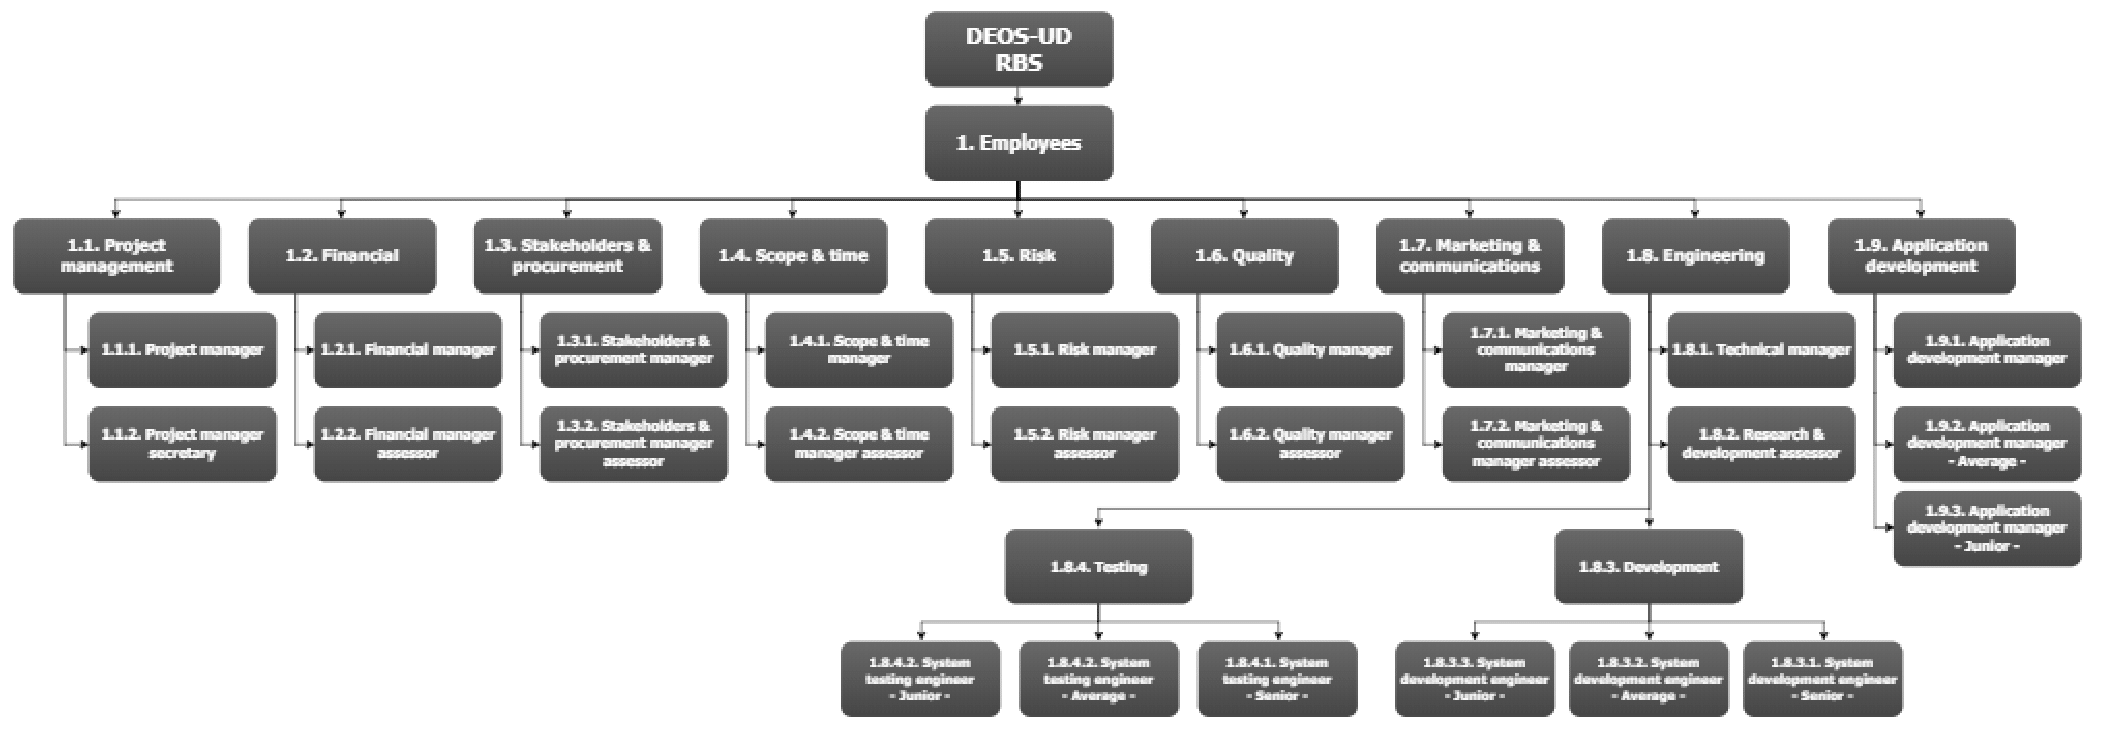 DEOS-UD
RBS
1. Employees
1.1. Project
management
1.2. Financial
1.3. Stakeholders &
procurement
1.4. Scope & time
1.5. Risk
1.6. Quality
1.7. Marketing &
communications
1.8. Engineering
1.9. Application
development
1.1.1. Project manager
1.2.1. Financial manager
1.3.1. Stakeholders &
procurement manager
1.4.1. Scope & time
manager
1.5.1. Risk manager
1.6.1. Quality manager
1.7.1. Marketing &
communications
manager
1.8.1. Technical manager
1.9.1. Application
development manager
1.1.2. Project manager
secretary
1.2.2. Financial manager
assessor
1.3.2. Stakeholders &
procurement manager
assessor
1.4.2. Scope & time
manager assessor
1.5.2. Risk manager
assessor
1.6.2. Quality manager
assessor
1.7.2. Marketing &
communications
manager assessor
1.8.2. Research &
development assessor
1.9.2. Application
development manager
- Average -
1.9.3. Application
development manager
- Junior -
1.8.4. Testing
1.8.3. Development
1.8.4.2. System
testing engineer
- Junior -
1.8.4.2. System
testing engineer
- Average -
1.8.4.1. System
testing engineer
- Senior -
1.8.3.3. System
development engineer
- Junior -
1.8.3.2. System
development engineer
- Average -
1.8.3.1. System
development engineer
- Senior -